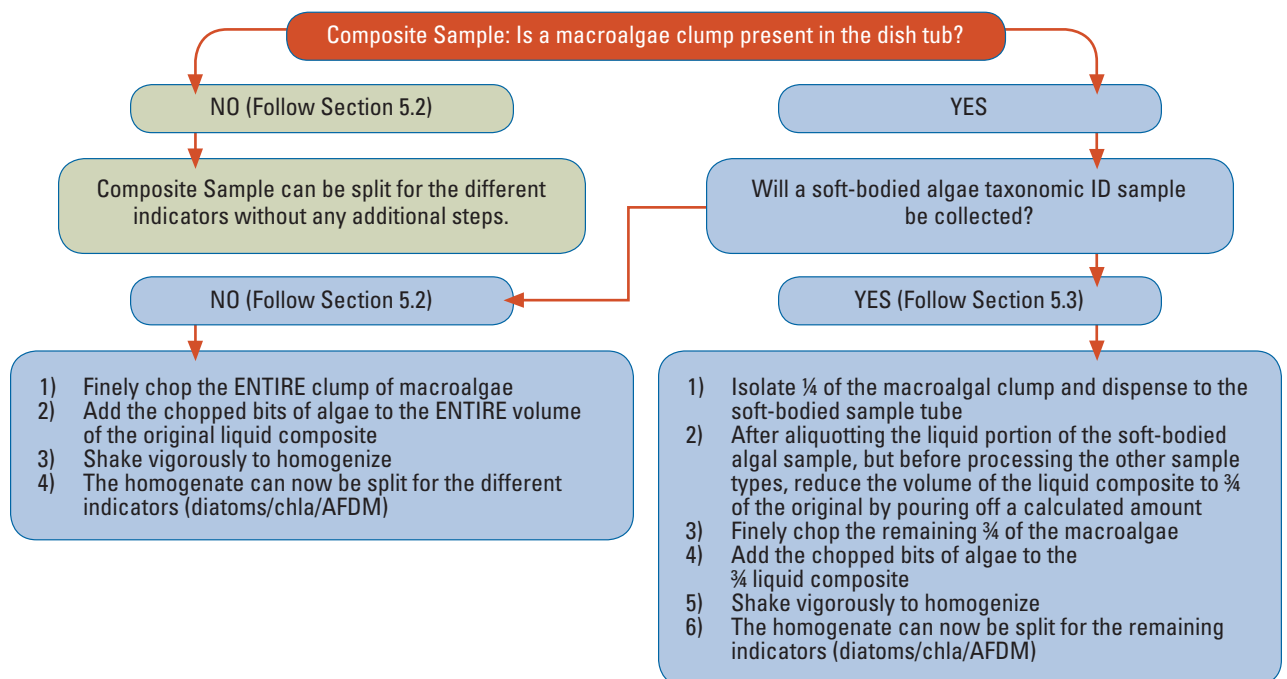 Composite Sample: Is a macroalgae clump present in the dish tub?
NO (Follow Section 5.2)
YES
Composite Sample can be split for the different
indicators without any additional steps.
Will a soft-bodied algae taxonomic ID sample
be collected?
NO (Follow Section 5.2)
YES (Follow Section 5.3)
1) Finely chop the ENTIRE clump of macroalgae
2) Add the chopped bits of algae to the ENTIRE volume
of the original liquid composite
3) Shake vigorously to homogenize
4) The homogenate can now be split for the different
indicators (diatoms/chla/AFDM)
1) Isolate ¼ of the macroalgal clump and dispense to the
soft-bodied sample tube
2) After aliquotting the liquid portion of the soft-bodied
algal sample, but before processing the other sample
types, reduce the volume of the liquid composite to ¾
of the original by pouring off a calculated amount
3) Finely chop the remaining ¾ of the macroalgae
4) Add the chopped bits of algae to the
¾ liquid composite
5) Shake vigorously to homogenize
6) The homogenate can now be split for the remaining
indicators (diatoms/chla/AFDM)